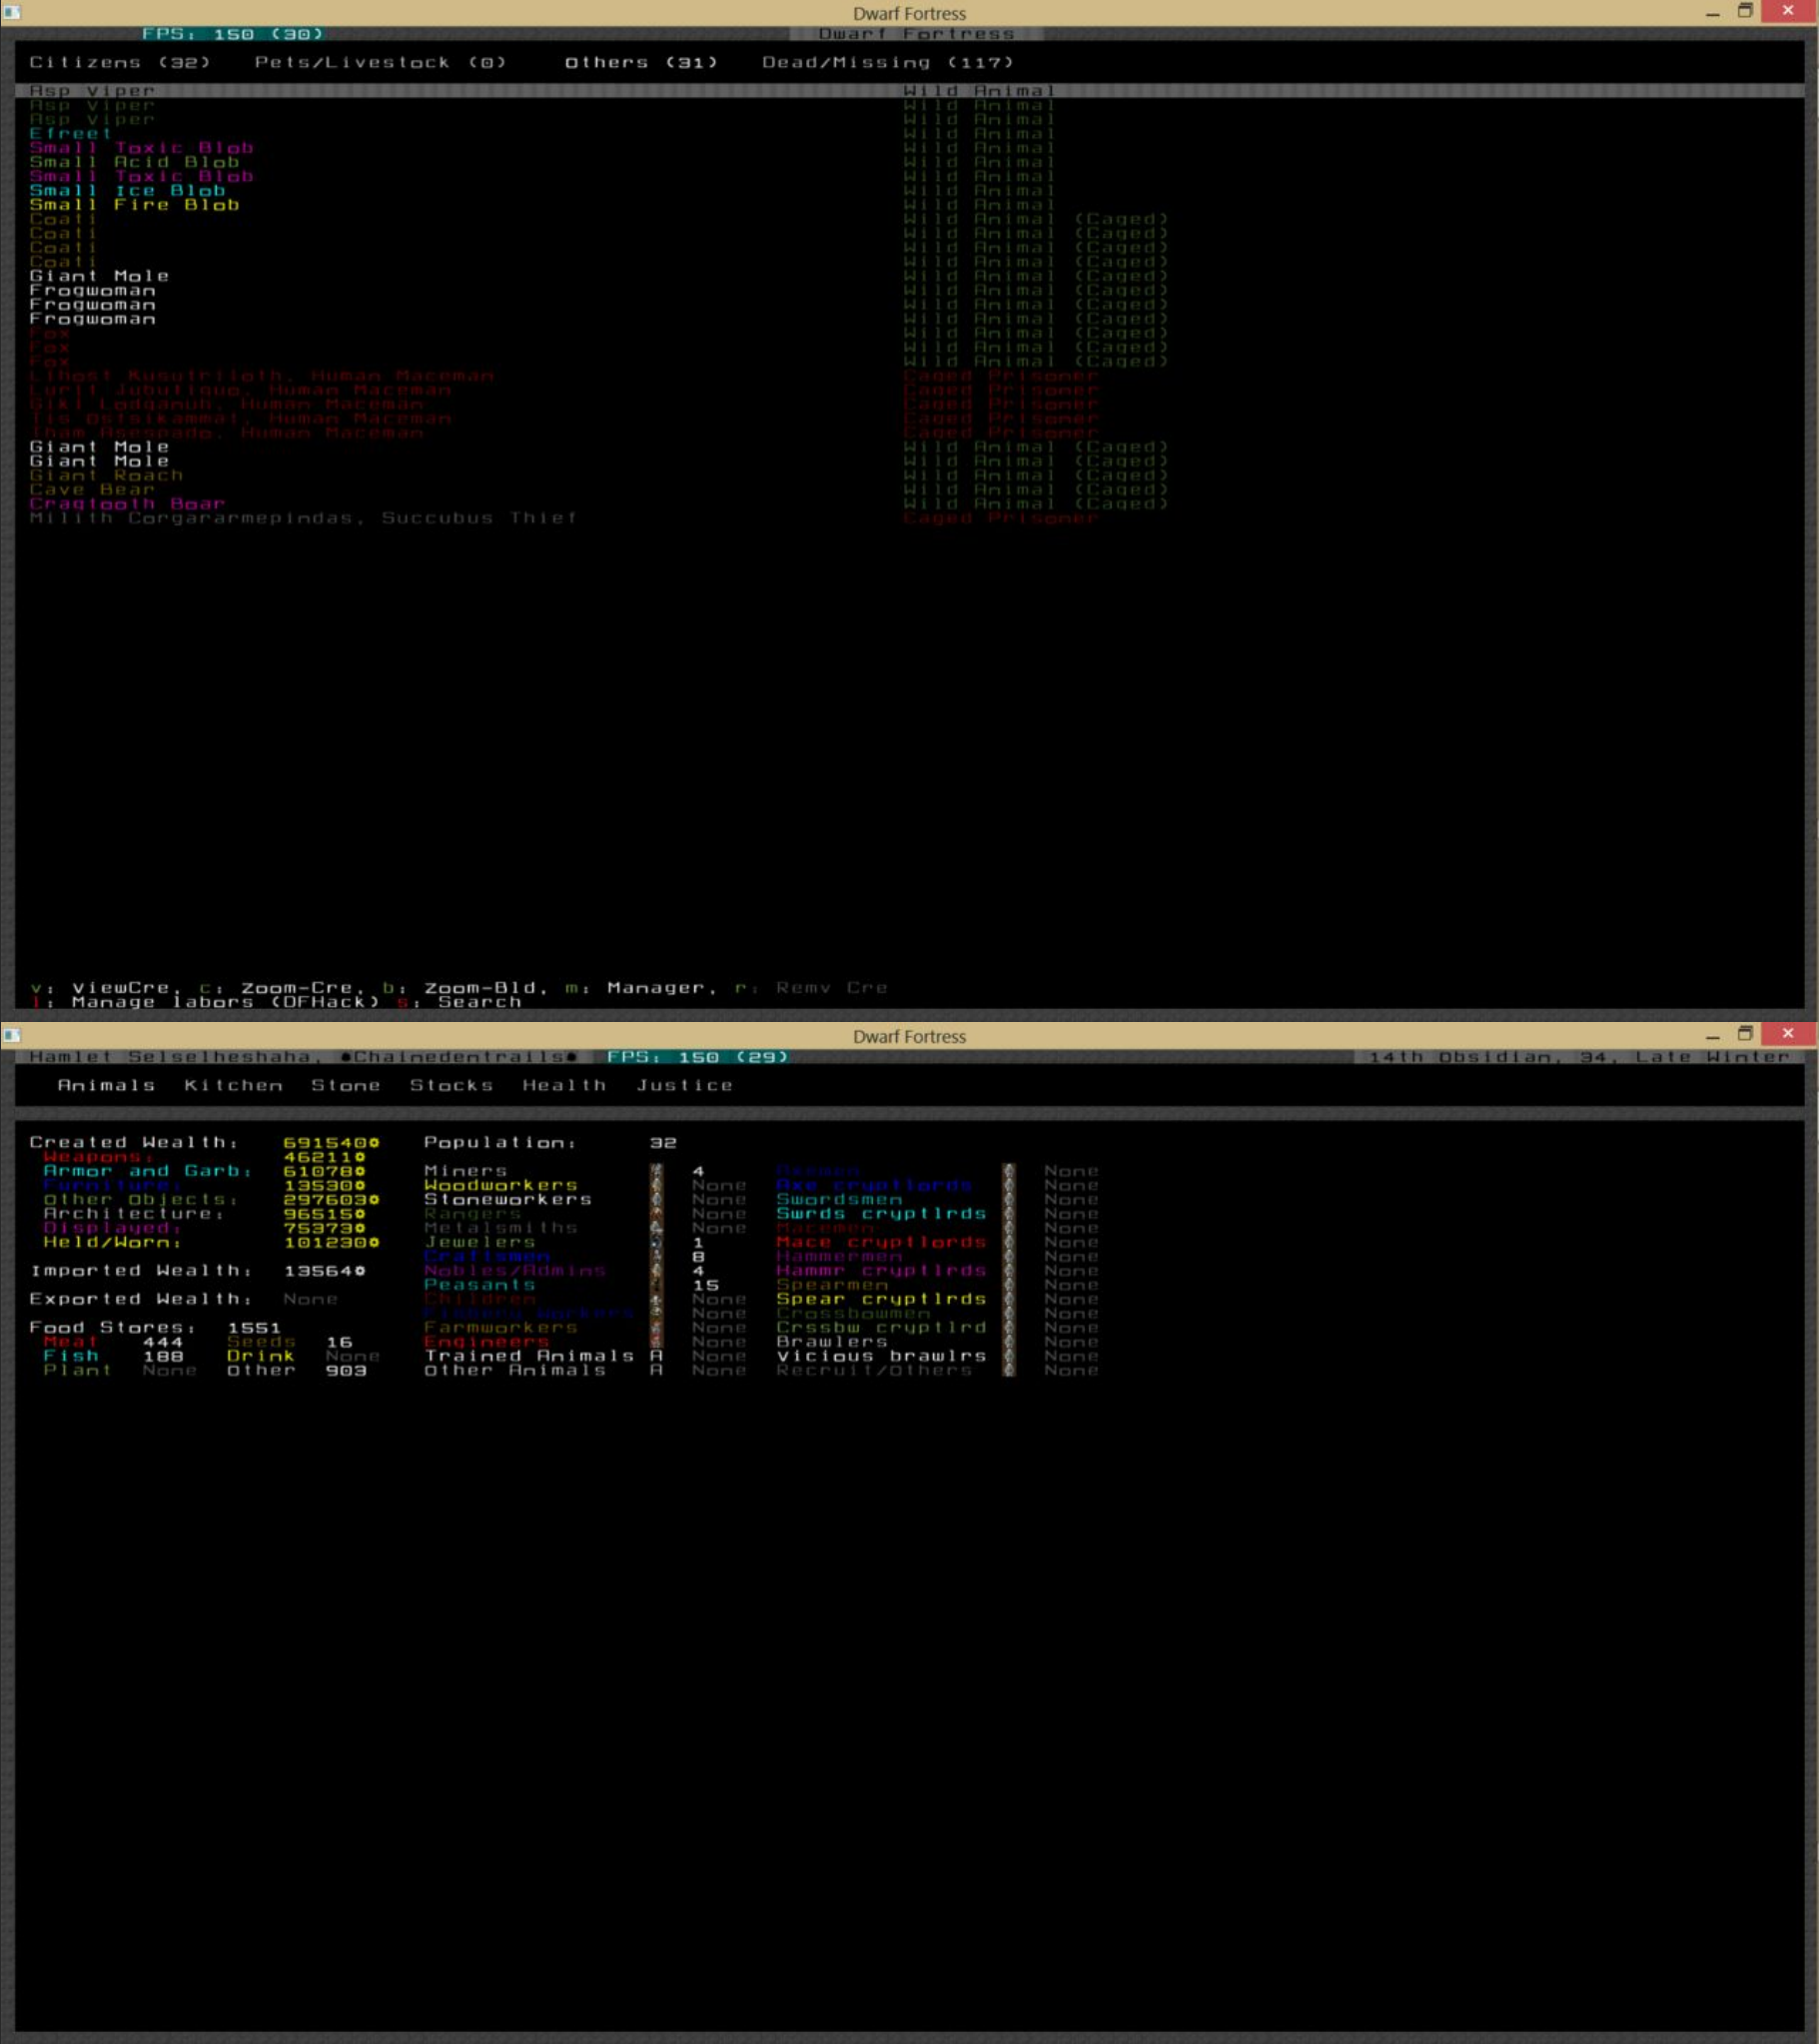 Dwarf Fortress
FPS: 150 (30) Dwarf Fortress
Citizens (32) Pets/Livestock (0) Others (31) Dead/Missing (117)
Asp Viper Wild Animal
Asp Viper Wild Animal
Asp Viper Wild Animal
Efreet Wild Animal
Small Toxic Blob Wild Animal
Small Acid Blob Wild Animal
Small Toxic Blob Wild Animal
Small Ice Blob Wild Animal
Small Fire Blob Wild Animal
Coati Wild Animal (Caged)
Coati Wild Animal (Caged)
Coati Wild Animal (Caged)
Coati Wild Animal (Caged)
Giant Mole Wild Animal (Caged)
Frogwoman Wild Animal (Caged)
Frogwoman Wild Animal (Caged)
Frogwoman Wild Animal (Caged)
Fox Wild Animal (Caged)
Fox Wild Animal (Caged)
Fox Wild Animal (Caged)
Human Maceman Caged Prisoner
Human Maceman Caged Prisoner
Human Maceman Caged Prisoner
Human Maceman Caged Prisoner
Human Maceman Caged Prisoner
Giant Mole Wild Animal (Caged)
Giant Mole Wild Animal (Caged)
Giant Roach Wild Animal (Caged)
Cave Bear Wild Animal (Caged)
Cragtooth Boar Wild Animal (Caged)
Milith Corgararmepindas, Succubus Thief Caged Prisoner
v: ViewCre, c: Zoom-Cre, b: Zoom-Bld, m: Manager, r: Remv Cre
l: Manage labors (DFHack) s: Search
Dwarf Fortress
Hamlet Selselheshaha, •Chainedentrails• FPS: 150 (29) 14th Obsidian, 34, Late Winter
Animals Kitchen Stone Stocks Health Justice
Created Wealth: 691540☼ Population: 32
Weapons: 46211☼
Armor and Garb: 61078☼ Miners 4 Axemen None
Furniture: 13530☼ Woodworkers None Axe cryptlords None
Other Objects: 297603☼ Stoneworkers None Swordsmen None
Architecture: 96515☼ Rangers None Swrds cryptlrds None
Displayed: 75373☼ Metalsmiths None Macemen None
Held/Worn: 101230☼ Jewelers 1 Mace cryptlords None
Craftsmen 8 Hammermen None
Imported Wealth: 13564☼ Nobles/Admins 4 Hammr cryptlrds None
Peasants 15 Spearmen None
Exported Wealth: None Children None Spear cryptlrds None
Fishery Workers None Crossbowmen None
Food Stores: 1551 Farmworkers None Crssbw cryptlrd None
Meat 444 Seeds 16 Engineers None Brawlers None
Fish 188 Drink None Trained Animals A None Vicious brawlrs None
Plant None Other 903 Other Animals A None Recruit/Others None